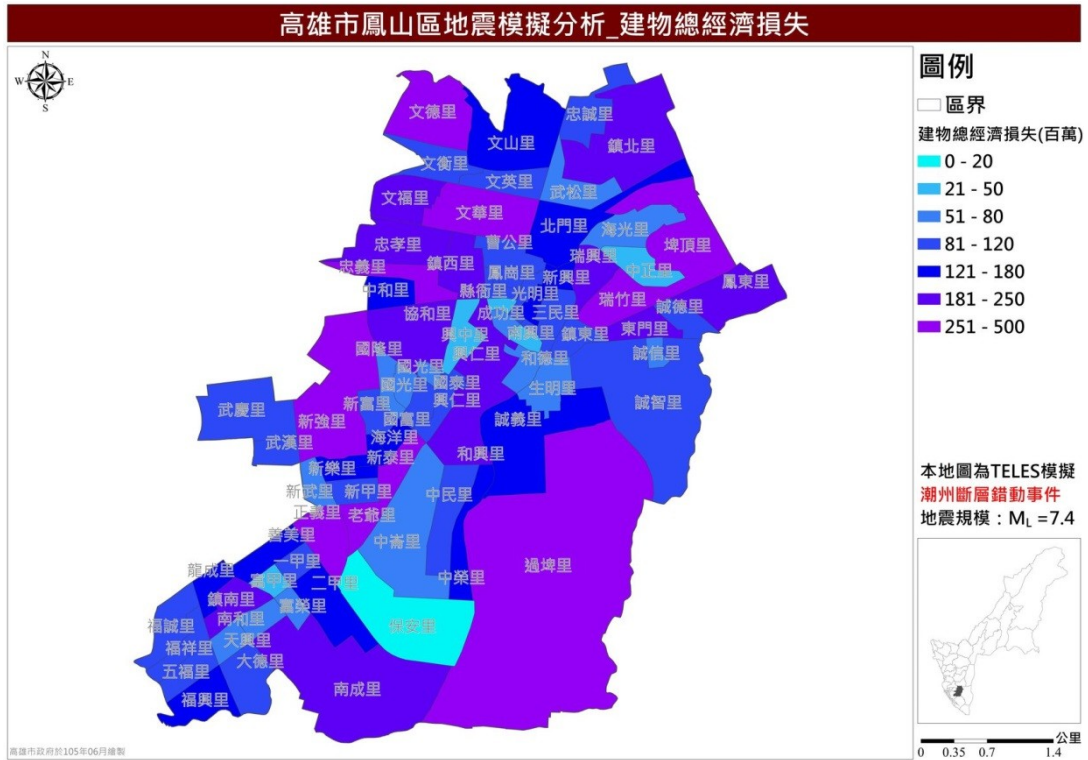 高雄市鳳山區地震模擬分析_建物總經濟損失
N
W
E
S
圖例
區界
建物總經濟損失(百萬)
0 - 20
21 - 50
51 - 80
81 - 120
121 - 180
181 - 250
251 - 500
文德里
文山里
忠誠里
鎮北里
文衡里
文英里
武松里
文福里
文華里
北門里
海光里
忠孝里
曹公里
埤頂里
忠義里
鎮西里
鳳崗里
瑞興里
中正里
新興里
鳳東里
中和里
縣衙里
光明里
瑞竹里
誠德里
協和里
成功里
三民里
東門里
興中里
南興里
鎮東里
國隆里
興仁里
和德里
誠信里
國光里
國光里
國泰里
生明里
新富里
興仁里
誠智里
武慶里
新強里
國富里
誠義里
武漢里
海洋里
新泰里
和興里
新樂里
新武里
新甲里
中民里
正義里
老爺里
善美里
中崙里
一甲里
過埤里
龍成里
富甲里
二甲里
中榮里
鎮南里
富榮里
福誠里
南和里
保安里
福祥里
天興里
五福里
大德里
南成里
福興里
本地圖為TELES模擬
潮州斷層錯動事件
地震規模：ML =7.4
公里
0 0.35 0.7 1.4
高雄市政府於105年06月繪製